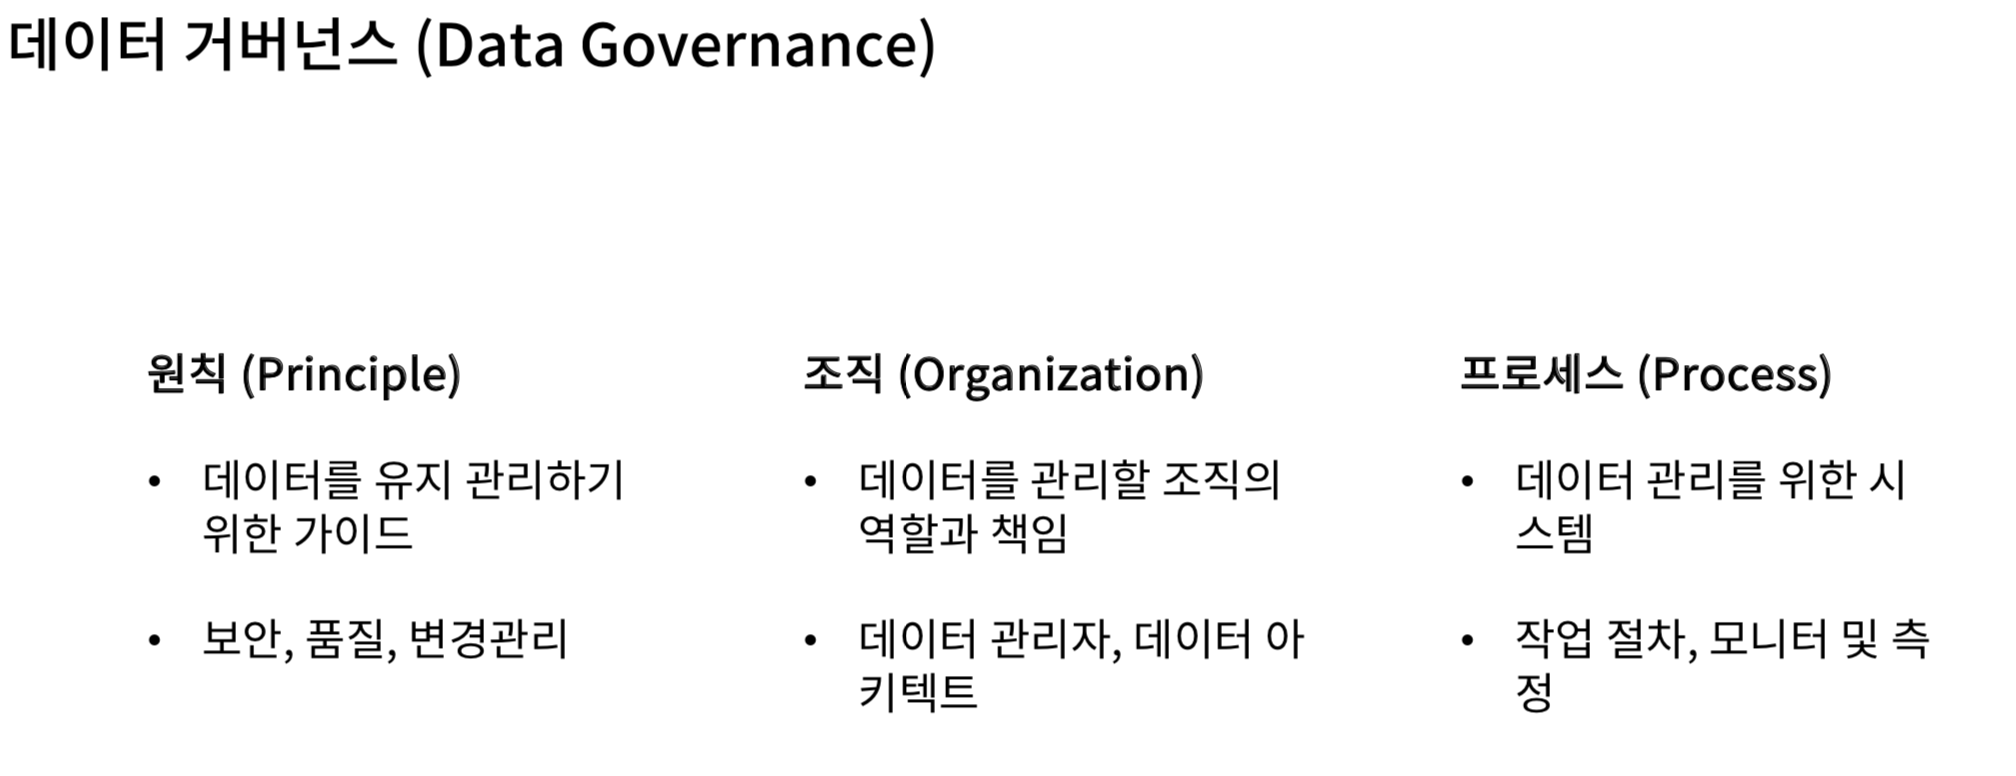 데이터 거버넌스 (Data Governance)
원칙 (Principle)
• 데이터를 유지 관리하기
위한 가이드
• 보안, 품질, 변경관리
조직 (Organization)
• 데이터를 관리할 조직의
역할과 책임
• 데이터 관리자, 데이터 아
키텍트
프로세스 (Process)
• 데이터 관리를 위한 시
스템
• 작업 절차, 모니터 및 측
정